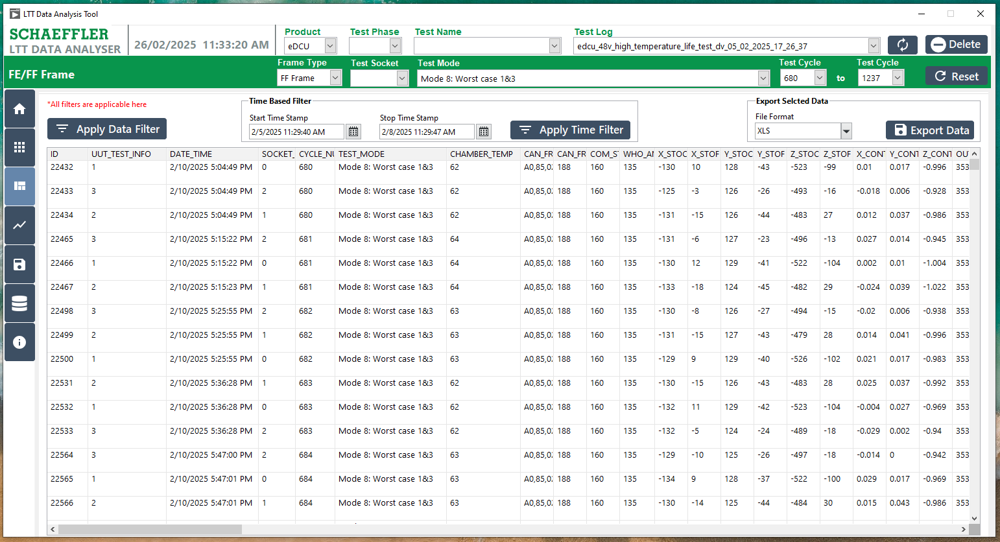 LTT Data Analysis Tool
SCHAEFFLER
LTT DATA ANALYSER
26/02/2025 11:33:20 AM
Product
eDCU
Test Phase
Test Name
Test Log
edcu_48v_high_temperature_life_test_dv_05_02_2025_17_26_37
Delete
FE/FF Frame
Frame Type
FF Frame
Test Socket
Test Mode
Mode 8: Worst case 1&3
Test Cycle
680
to
Test Cycle
1237
Reset
*All filters are applicable here
Apply Data Filter
Time Based Filter
Start Time Stamp
2/5/2025 11:29:40 AM
Stop Time Stamp
2/8/2025 11:29:47 AM
Apply Time Filter
Export Selcted Data
File Format
XLS
Export Data
ID UUT_TEST_INFO DATE_TIME SOCKET_ CYCLE_NU TEST_MODE CHAMBER_TEMP CAN_FR CAN_FR COM_S WHO_A X_STOC X_STOF Y_STOC Y_STOF Z_STOC Z_STOF X_CONT Y_CONT Z_CONT OU
22432 1 2/10/2025 5:04:49 PM 0 680 Mode 8: Worst case 1&3 62 A0,85,02 188 160 135 -130 10 128 -43 -523 -99 0.01 0.017 -0.996 353
22433 3 2/10/2025 5:04:49 PM 2 680 Mode 8: Worst case 1&3 62 A0,85,02 188 160 135 -125 -3 126 -26 -493 -16 -0.018 0.006 -0.928 353
22434 2 2/10/2025 5:04:49 PM 1 680 Mode 8: Worst case 1&3 62 A0,85,02 188 160 135 -131 -15 126 -44 -483 27 0.012 0.037 -0.986 353
22465 3 2/10/2025 5:15:22 PM 2 681 Mode 8: Worst case 1&3 64 A0,85,02 188 160 135 -131 -6 127 -23 -496 -13 0.027 0.014 -0.945 353
22466 1 2/10/2025 5:15:22 PM 0 681 Mode 8: Worst case 1&3 64 A0,85,02 188 160 135 -130 12 129 -41 -522 -104 0.002 0.01 -1.004 353
22467 2 2/10/2025 5:15:23 PM 1 681 Mode 8: Worst case 1&3 64 A0,85,02 188 160 135 -133 -18 124 -45 -482 29 -0.024 0.039 -1.022 353
22498 3 2/10/2025 5:25:55 PM 2 682 Mode 8: Worst case 1&3 63 A0,85,02 188 160 135 -130 -8 126 -27 -494 -15 -0.02 0.006 -0.938 353
22499 2 2/10/2025 5:25:55 PM 1 682 Mode 8: Worst case 1&3 63 A0,85,02 188 160 135 -131 -15 127 -43 -479 28 0.014 0.041 -0.996 353
22500 1 2/10/2025 5:25:55 PM 0 682 Mode 8: Worst case 1&3 63 A0,85,02 188 160 135 -129 9 129 -40 -526 -102 0.021 0.017 -0.983 353
22531 2 2/10/2025 5:36:28 PM 1 683 Mode 8: Worst case 1&3 62 A0,85,02 188 160 135 -130 -15 126 -43 -483 28 0.025 0.037 -0.992 353
22532 1 2/10/2025 5:36:28 PM 0 683 Mode 8: Worst case 1&3 62 A0,85,02 188 160 135 -132 11 129 -42 -523 -104 -0.004 0.027 -0.969 353
22533 3 2/10/2025 5:36:28 PM 2 683 Mode 8: Worst case 1&3 62 A0,85,02 188 160 135 -132 -5 124 -24 -489 -18 -0.029 0.002 -0.94 353
22564 3 2/10/2025 5:47:00 PM 2 684 Mode 8: Worst case 1&3 63 A0,85,02 188 160 135 -129 -10 125 -26 -497 -18 -0.014 0 -0.942 353
22565 1 2/10/2025 5:47:01 PM 0 684 Mode 8: Worst case 1&3 63 A0,85,02 188 160 135 -134 9 128 -37 -522 -100 0.029 0.017 -0.969 353
22566 2 2/10/2025 5:47:01 PM 1 684 Mode 8: Worst case 1&3 63 A0,85,02 188 160 135 -130 -14 125 -44 -484 30 0.015 0.043 -0.986 353